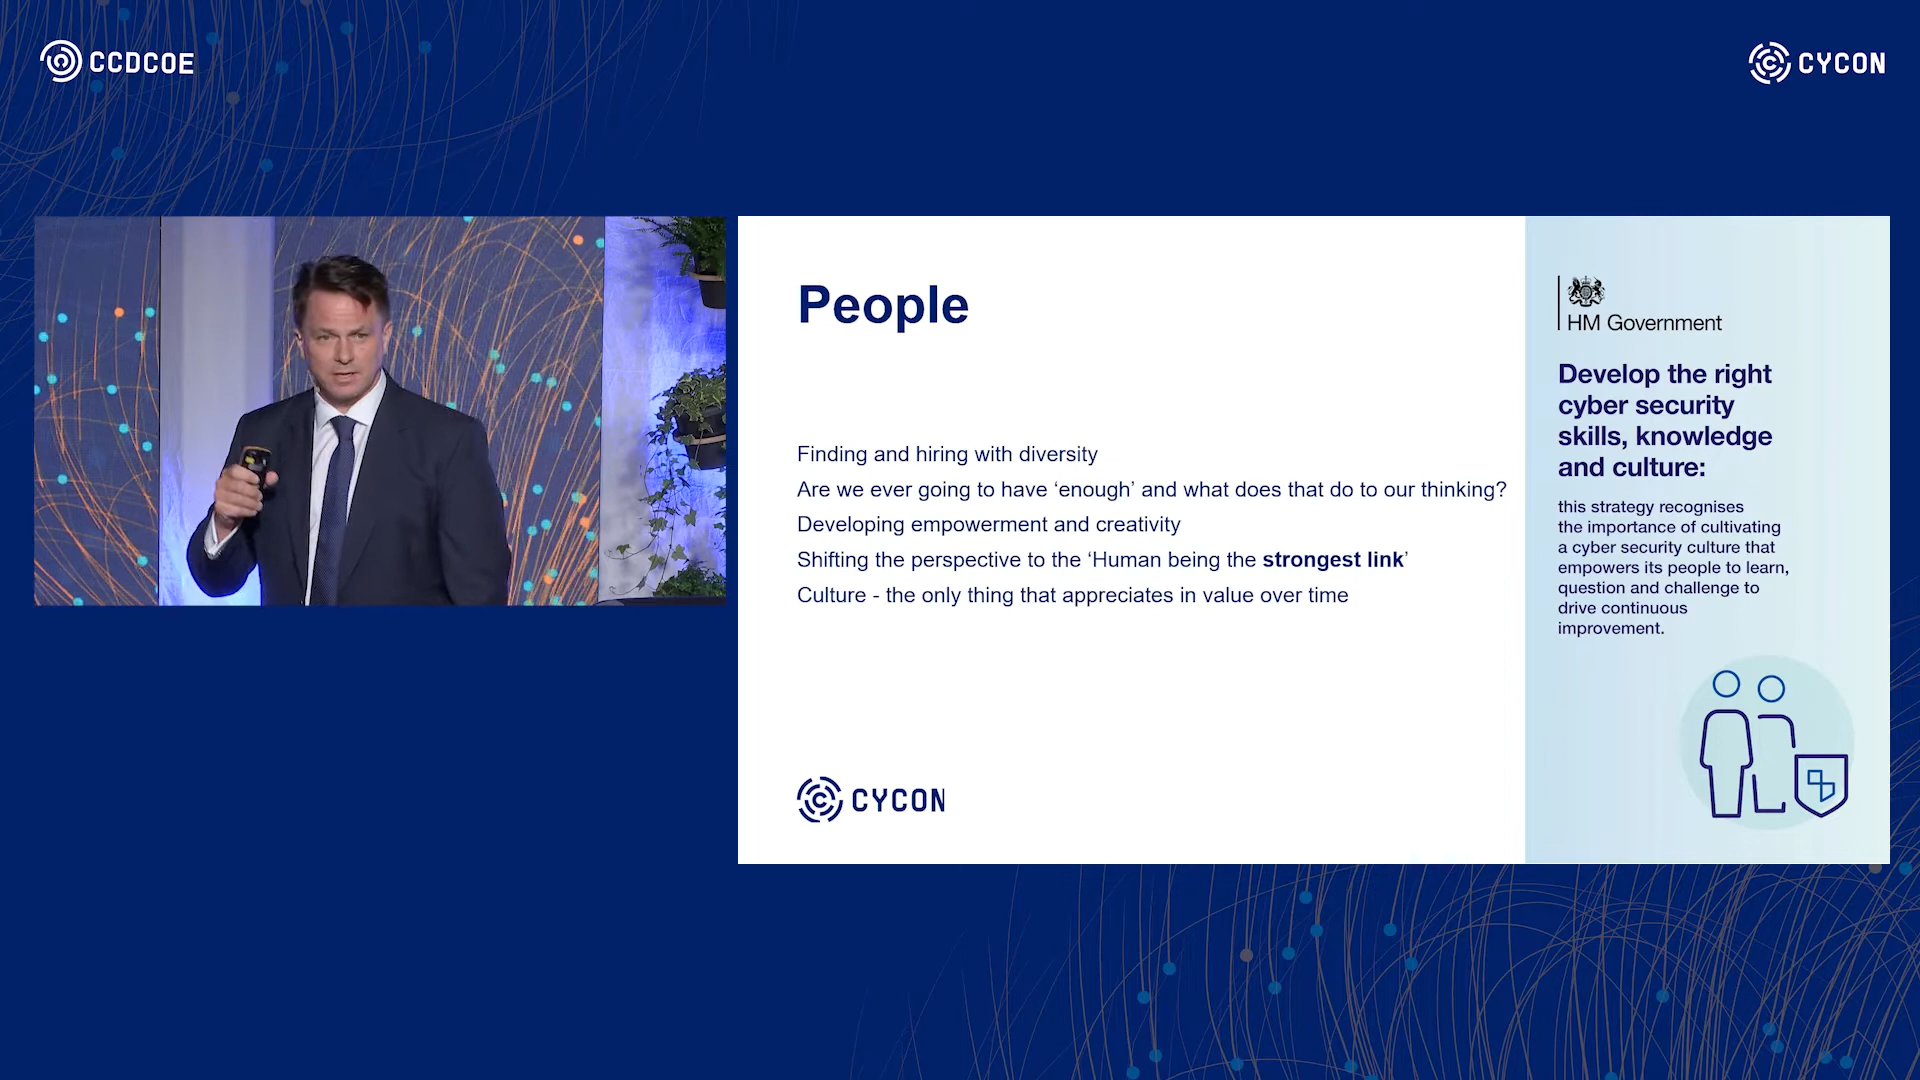 CCDCOE
CYCON
People
Finding and hiring with diversity
Are we ever going to have ‘enough’ and what does that do to our thinking?
Developing empowerment and creativity
Shifting the perspective to the ‘Human being the strongest link’
Culture - the only thing that appreciates in value over time
CYCON
HM Government
Develop the right
cyber security
skills, knowledge
and culture:
this strategy recognises
the importance of cultivating
a cyber security culture that
empowers its people to learn,
question and challenge to
drive continuous
improvement.